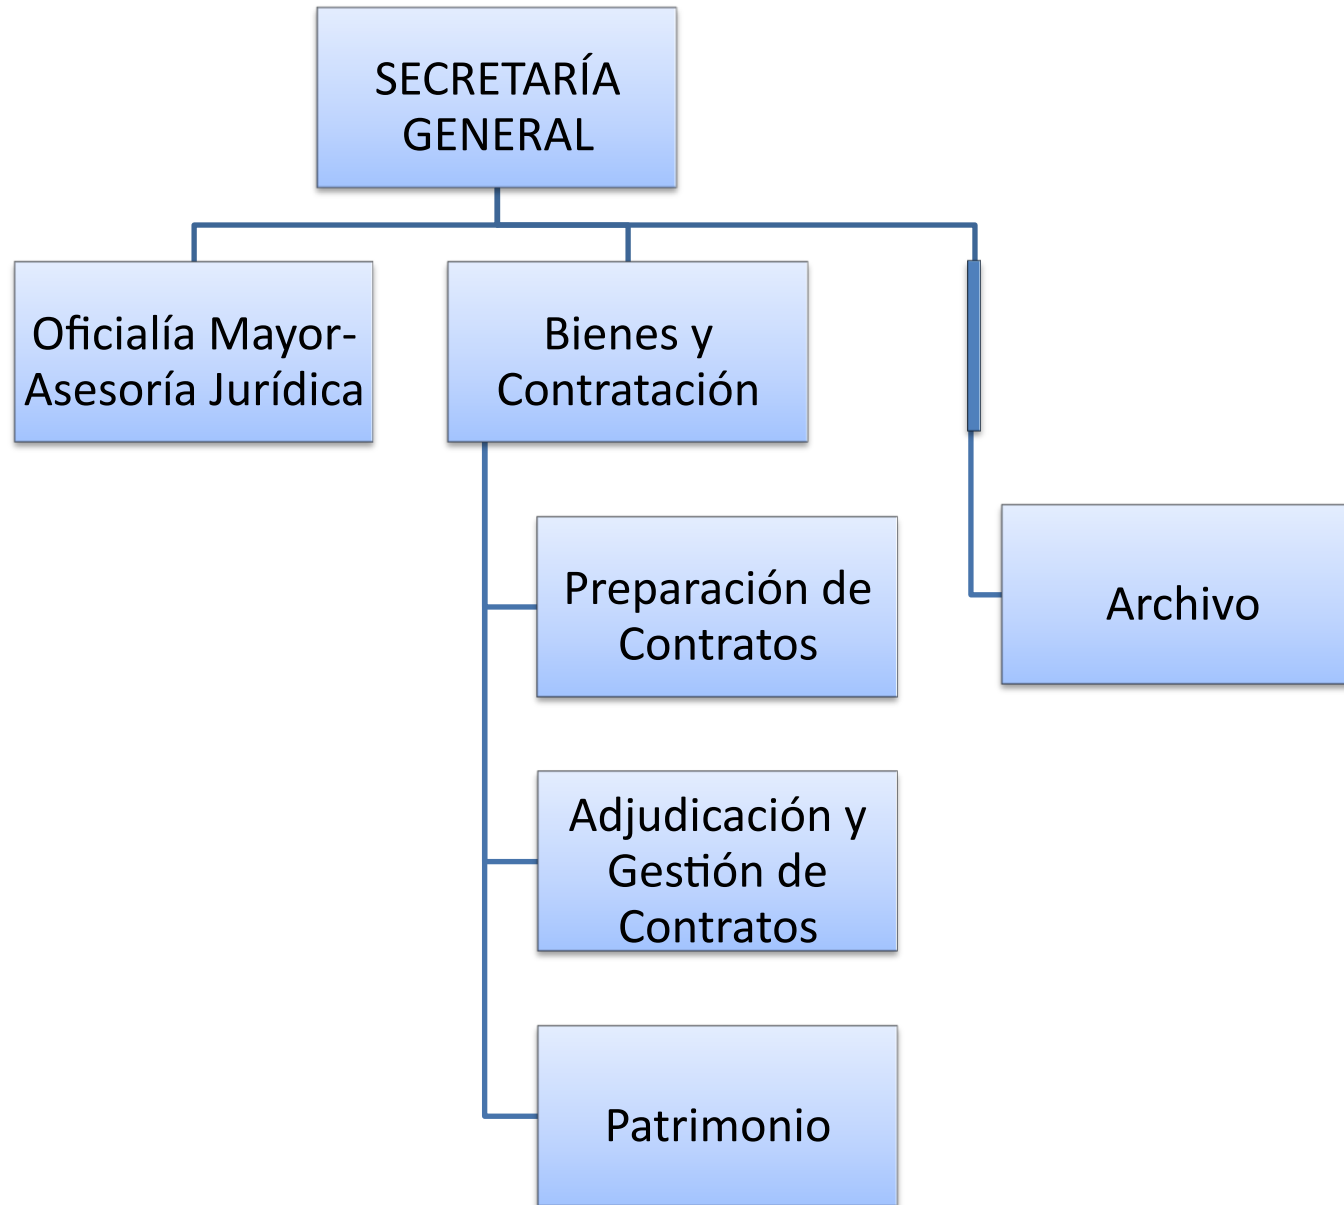 SECRETARÍA
GENERAL
Oficialía Mayor-
Asesoría Jurídica
Bienes y
Contratación
Preparación de
Contratos
Archivo
Adjudicación y
Gestión de
Contratos
Patrimonio